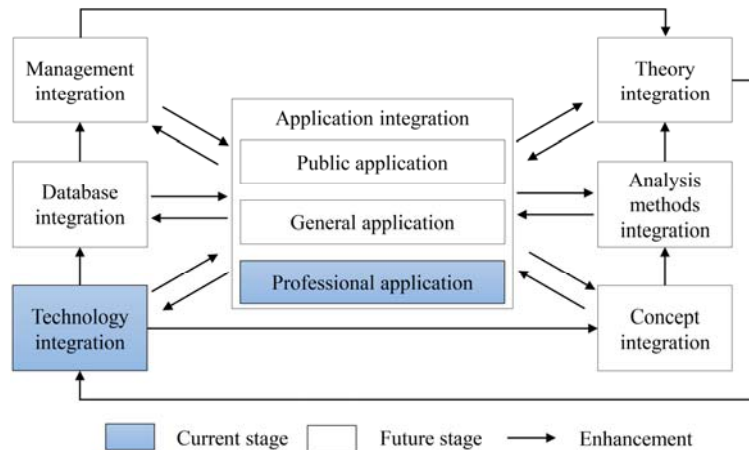 Management
integration
Theory
integration
Application integration
Public application
Database
integration
General application
Analysis
methods
integration
Professional application
Technology
integration
Concept
integration
Current stage
Future stage
Enhancement